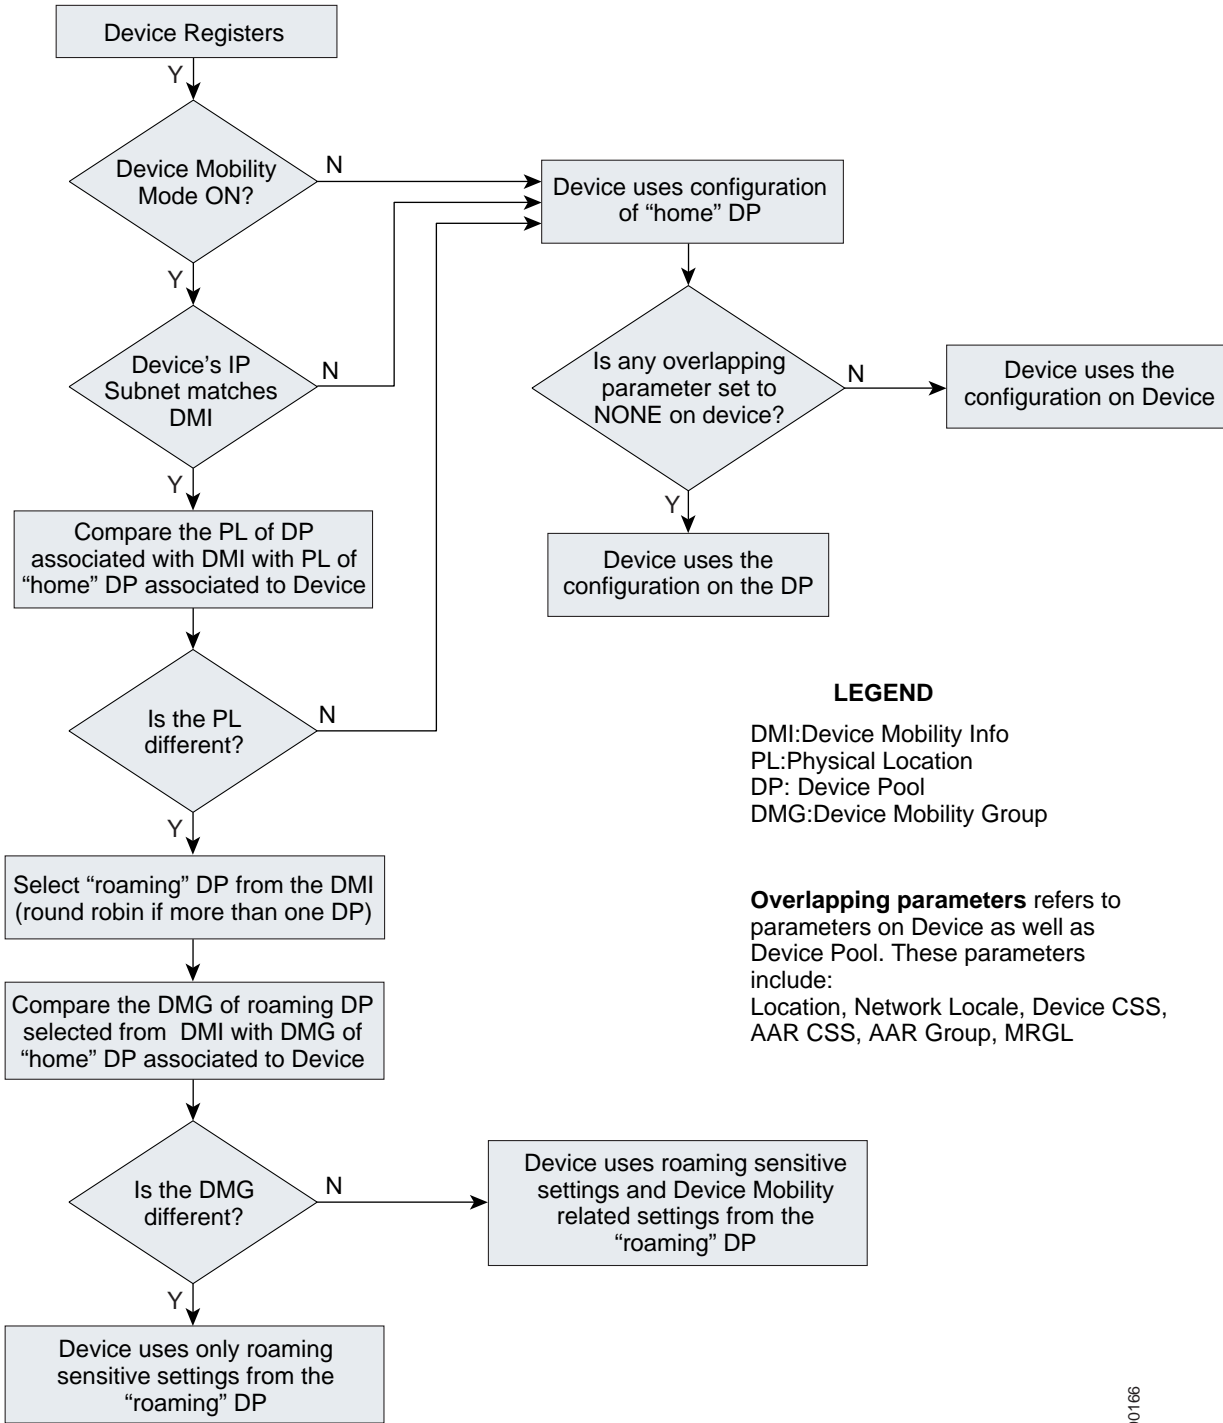 Device Registers
Y
Device Mobility
Mode ON?
N
Device uses configuration
of “home” DP
Y
Device’s IP
Subnet matches
DMI
N
Is any overlapping
parameter set to
NONE on device?
N
Device uses the
configuration on Device
Y
Device uses the
configuration on the DP
Y
Compare the PL of DP
associated with DMI with PL of
“home” DP associated to Device
Is the PL
different?
N
Y
Select “roaming” DP from the DMI
(round robin if more than one DP)
Compare the DMG of roaming DP
selected from DMI with DMG of
“home” DP associated to Device
Is the DMG
different?
N
Device uses roaming sensitive
settings and Device Mobility
related settings from the
“roaming” DP
Y
Device uses only roaming
sensitive settings from the
“roaming” DP
LEGEND
DMI:Device Mobility Info
PL:Physical Location
DP: Device Pool
DMG:Device Mobility Group
Overlapping parameters refers to
parameters on Device as well as
Device Pool. These parameters
include:
Location, Network Locale, Device CSS,
AAR CSS, AAR Group, MRGL